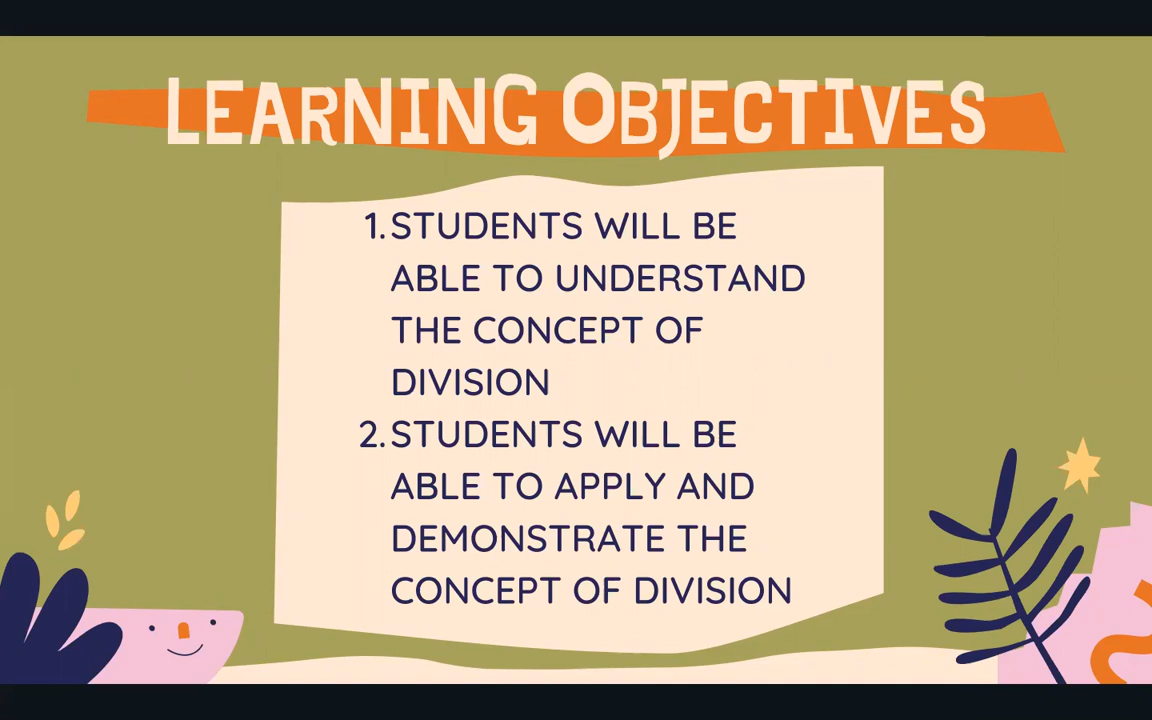 LEARNING OBJECTIVES
1. STUDENTS WILL BE
ABLE TO UNDERSTAND
THE CONCEPT OF
DIVISION
2. STUDENTS WILL BE
ABLE TO APPLY AND
DEMONSTRATE THE
CONCEPT OF DIVISION